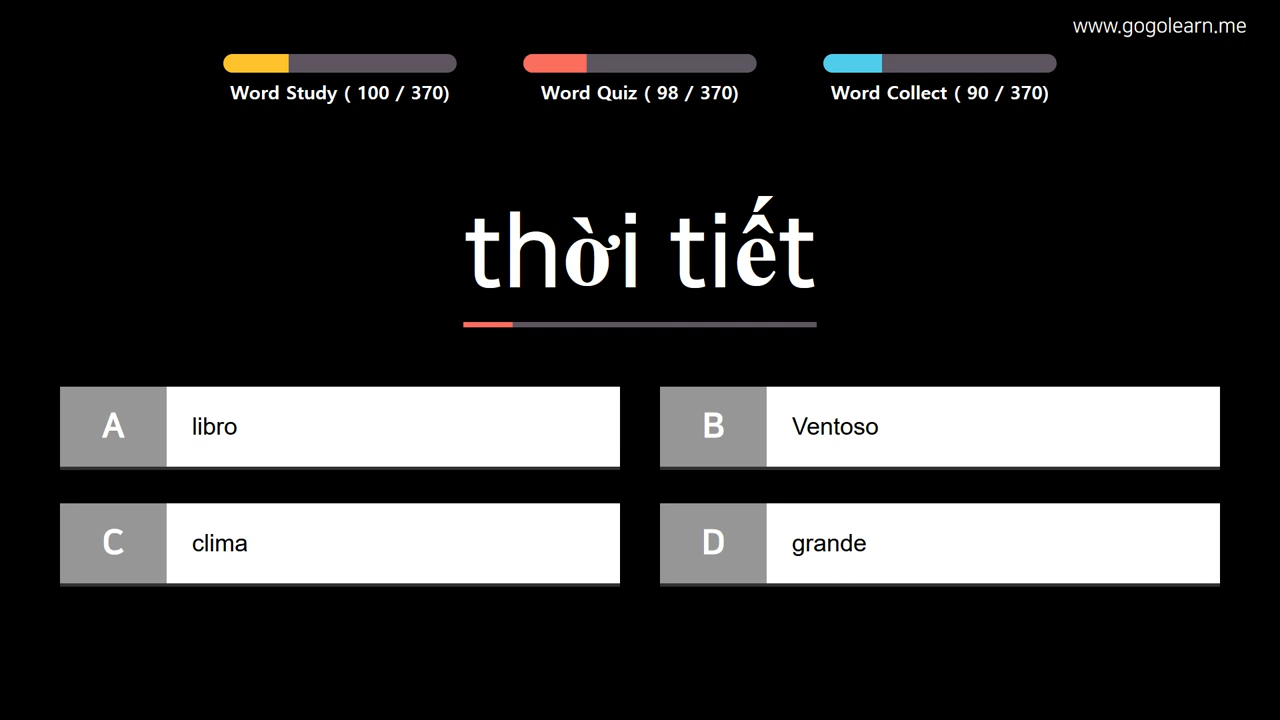 www.gogolearn.me
Word Study ( 100 / 370)
Word Quiz ( 98 / 370)
Word Collect ( 90 / 370)
thời tiết
A libro
B Ventoso
C clima
D grande